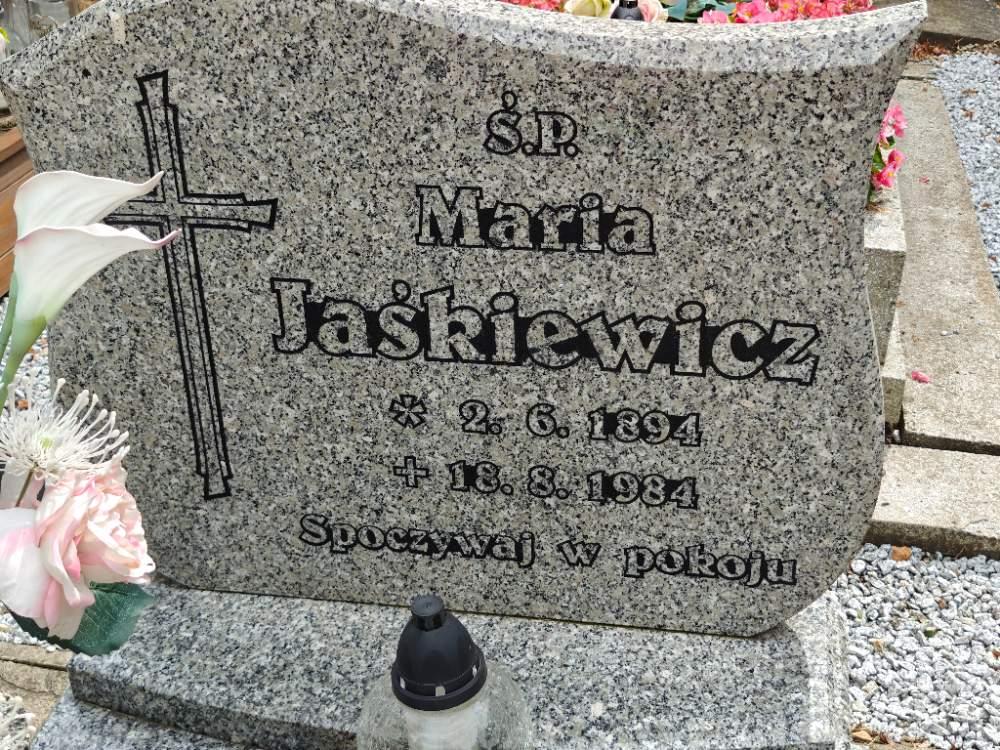 Ś.P.
Maria
Jaśkiewicz
* 2. 6. 1894
+ 18. 8. 1984
Spoczywaj w pokoju